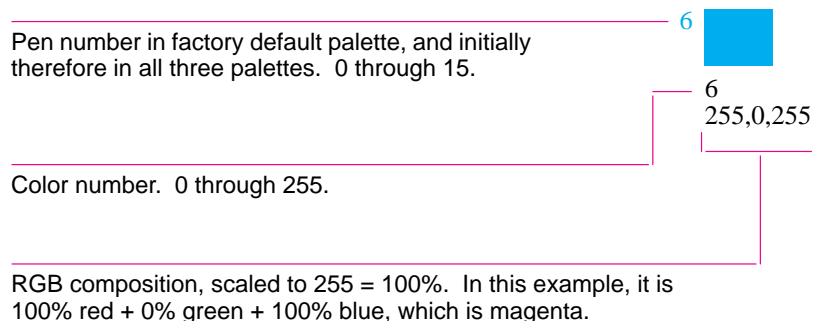 6
Pen number in factory default palette, and initially
therefore in all three palettes.  0 through 15.
6
255,0,255
Color number.  0 through 255.
RGB composition, scaled to 255 = 100%.  In this example, it is
100% red + 0% green + 100% blue, which is magenta.